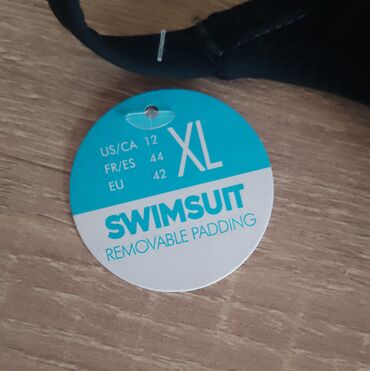 US/CA 12
FR/ES 44
EU 42
XL
SWIMSUIT
REMOVABLE PADDING